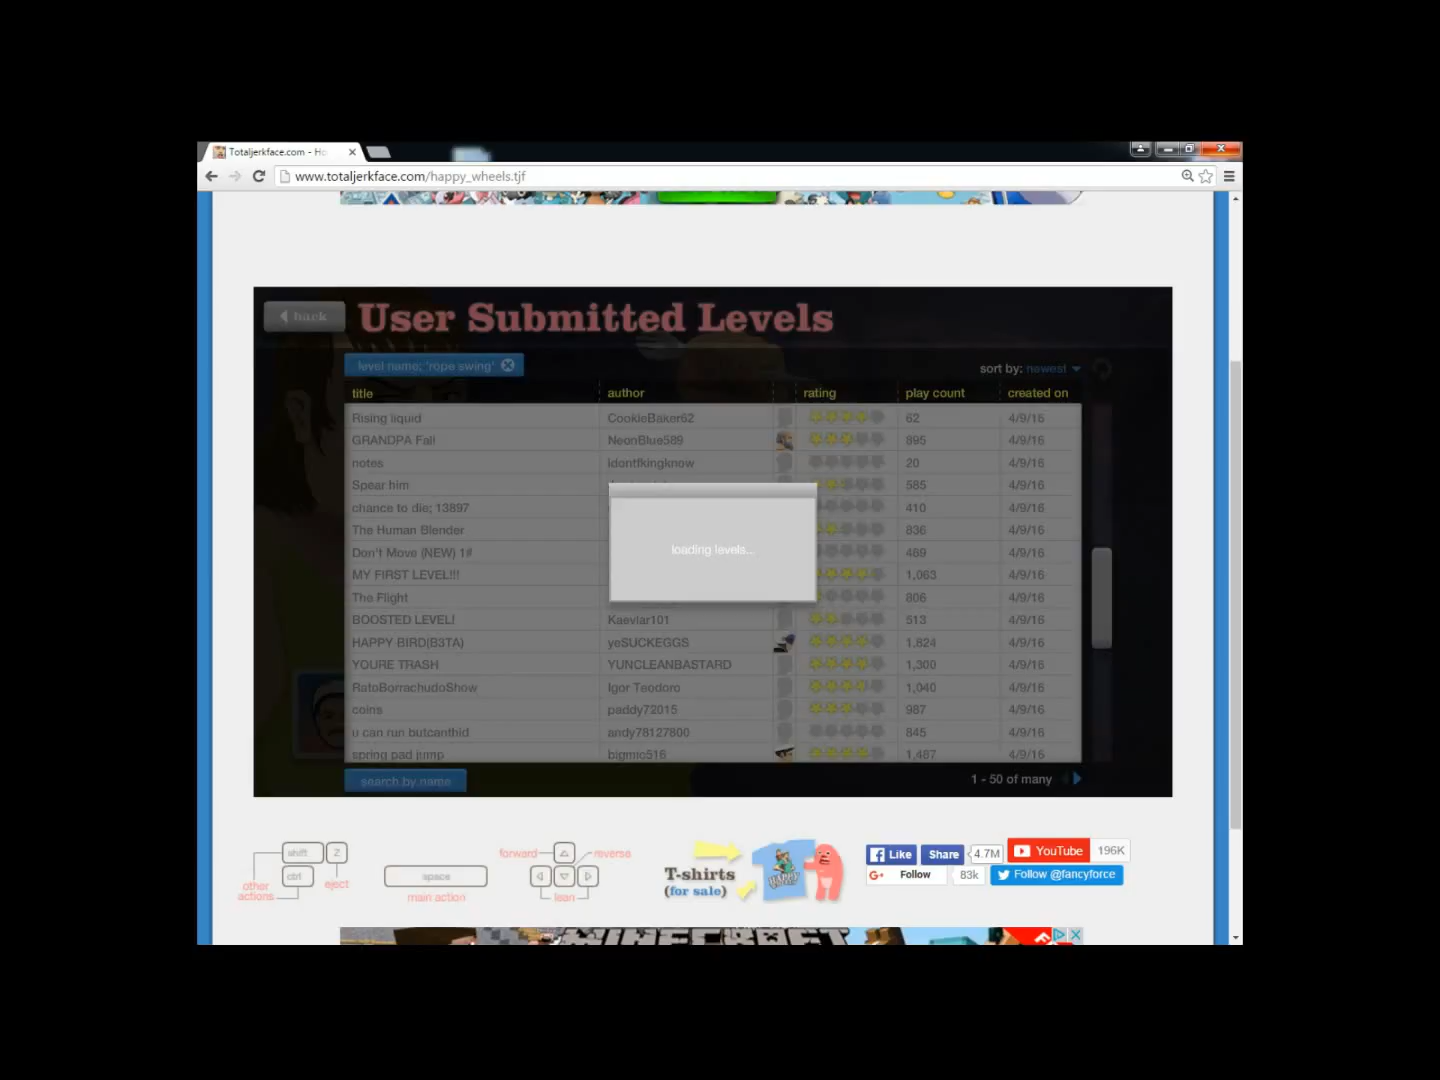 Totaljerkface.com - Ho
www.totaljerkface.com/happy_wheels.tjf
back
User Submitted Levels
level name: 'rope swing'
sort by: newest
title author rating play count created on
Rising liquid CookieBaker62 62 4/9/16
GRANDPA Fall NeonBlue589 895 4/9/16
notes idontfkingknow 20 4/9/16
Spear him 585 4/9/16
chance to die; 13897 410 4/9/16
The Human Blender 836 4/9/16
Don't Move (NEW) 1# 489 4/9/16
loading levels...
MY FIRST LEVEL!!! 1,063 4/9/16
The Flight 806 4/9/16
BOOSTED LEVEL! Kaevlar101 513 4/9/16
HAPPY BIRD(B3TA) yeSUCKEGGS 1,824 4/9/16
YOURE TRASH YUNCLEANBASTARD 1,300 4/9/16
RatoBorrachudoShow Igor Teodoro 1,040 4/9/16
coins paddy72015 987 4/9/16
u can run butcanthid andy78127800 845 4/9/16
spring pad jump bigmic516 1,487 4/9/16
search by name
1 - 50 of many
shift Z
ctrl
other actions
eject
space
main action
forward
reverse
lean
T-shirts
(for sale)
HAPPY
Like Share 4.7M YouTube 196K
G+ Follow 83k Follow @fancyforce
MINECRAFT